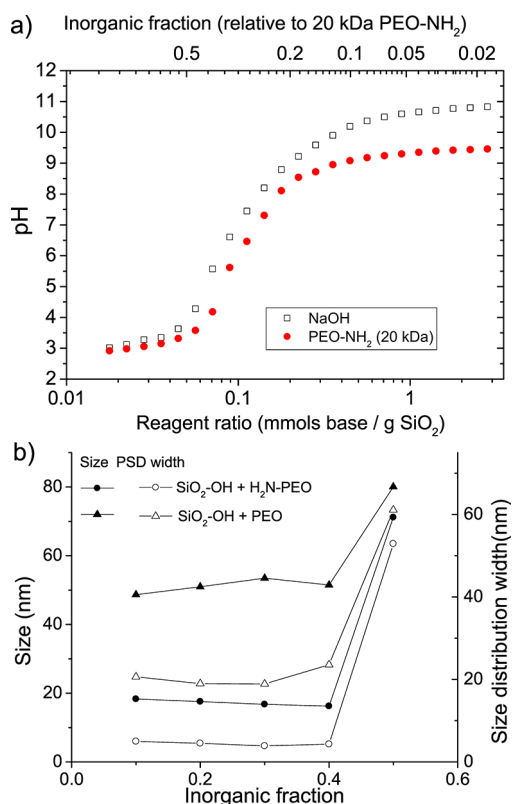 a)
Inorganic fraction (relative to 20 kDa PEO-NH2)
0.5 0.2 0.1 0.05 0.02
12
11
10
9
8
7
6
5
4
3
2
pH
NaOH
PEO-NH2 (20 kDa)
0.01 0.1 1
Reagent ratio (mmols base / g SiO2)
b)
Size PSD width
SiO2-OH + H2N-PEO
SiO2-OH + PEO
80
60
40
20
0
Size (nm)
60
40
20
0
Size distribution width(nm)
0.0 0.2 0.4 0.6
Inorganic fraction